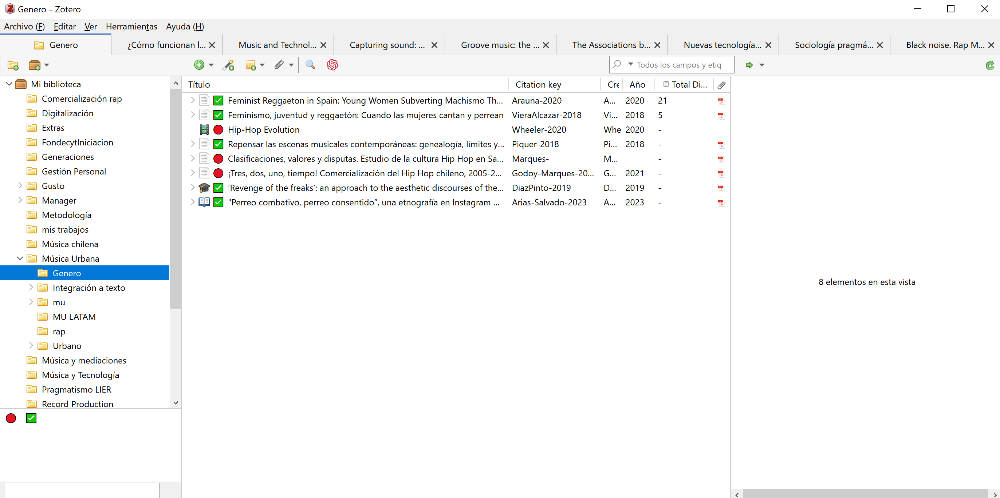 Genero - Zotero
Archivo (F) Editar Ver Herramientas Ayuda (H)
Genero ¿Cómo funcionan l... Music and Technol... Capturing sound: ... Groove music: the ... The Associations b... Nuevas tecnología... Sociología pragmá... Black noise. Rap M...
Todos los campos y etiq
Mi biblioteca
Comercialización rap
Digitalización
Extras
FondecytIniciacion
Generaciones
Gestión Personal
Gusto
Manager
Metodología
mis trabajos
Música chilena
Música Urbana
Genero
Integración a texto
mu
MU LATAM
rap
Urbano
Música y mediaciones
Música y Tecnología
Pragmatismo LIER
Record Production
Título Citation key Cre Año Total Di...
Feminist Reggaeton in Spain: Young Women Subverting Machismo Th... Arauna-2020 A... 2020 21
Feminismo, juventud y reggaetón: Cuando las mujeres cantan y perrean VieraAlcazar-2018 Vi... 2018 5
Hip-Hop Evolution Wheeler-2020 Whe 2020 -
Repensar las escenas musicales contemporáneas: genealogía, límites y... Piquer-2018 Pi... 2018 -
Clasificaciones, valores y disputas. Estudio de la cultura Hip Hop en Sa... Marques- M... -
¡Tres, dos, uno, tiempo! Comercialización del Hip Hop chileno, 2005-2... Godoy-Marques-20... G... 2021 -
‘Revenge of the freaks’: an approach to the aesthetic discourses of the... DiazPinto-2019 D... 2019 -
"Perreo combativo, perreo consentido”, una etnografía en Instagram ... Arias-Salvado-2023 A... 2023 -
8 elementos en esta vista